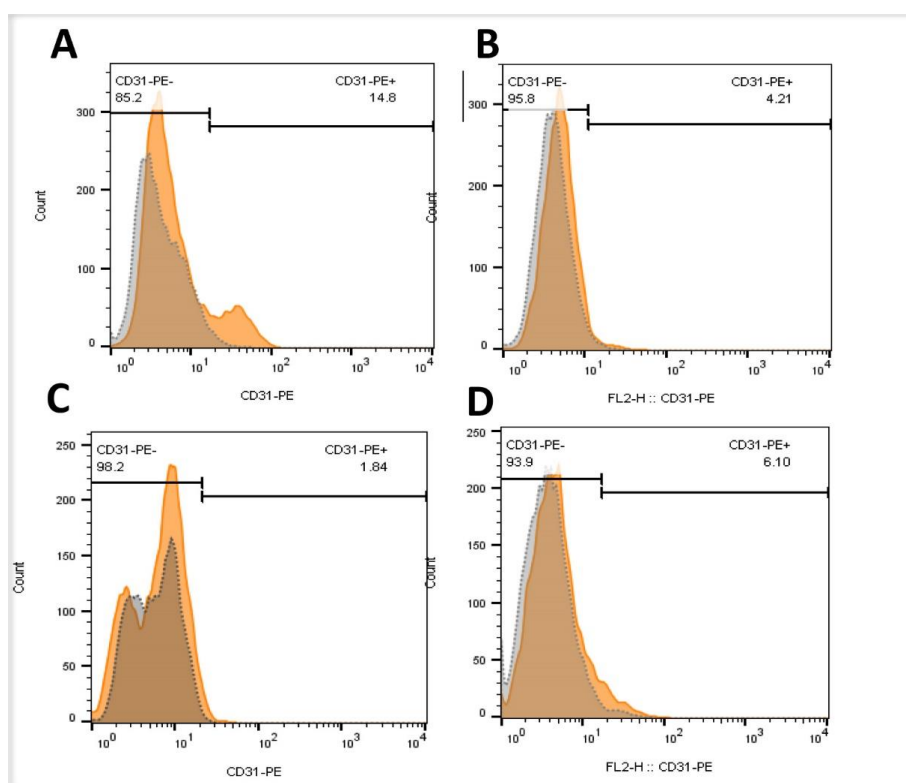 A
CD31-PE- CD31-PE+
85.2 14.8
300
200
100
0
Count
10^0 10^1 10^2 10^3 10^4
CD31-PE
B
CD31-PE- CD31-PE+
95.8 4.21
300
200
100
0
Count
10^0 10^1 10^2 10^3 10^4
FL2-H :: CD31-PE
C
CD31-PE- CD31-PE+
98.2 1.84
250
200
150
100
50
0
Count
10^0 10^1 10^2 10^3 10^4
CD31-PE
D
CD31-PE- CD31-PE+
93.9 6.10
250
200
150
100
50
0
Count
10^0 10^1 10^2 10^3 10^4
FL2-H :: CD31-PE